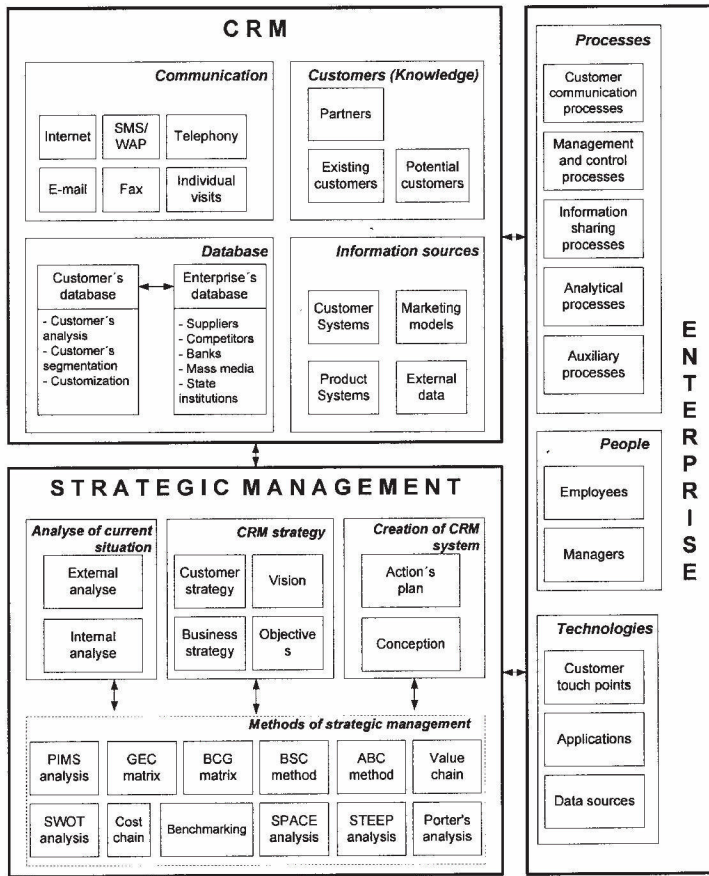 CRM
Communication
Internet
SMS/
WAP
Telephony
E-mail
Fax
Individual
visits
Customers (Knowledge)
Partners
Existing
customers
Potential
customers
Database
Customer´s
database
- Customer´s
analysis
- Customer´s
segmentation
- Customization
Enterprise´s
database
- Suppliers
- Competitors
- Banks
- Mass media
- State
institutions
Information sources
Customer
Systems
Marketing
models
Product
Systems
External
data
STRATEGIC MANAGEMENT
Analyse of current
situation
External
analyse
Internal
analyse
CRM strategy
Customer
strategy
Vision
Business
strategy
Objective
s
Creation of CRM
system
Action´s
plan
Conception
Methods of strategic management
PIMS
analysis
GEC
matrix
BCG
matrix
BSC
method
ABC
method
Value
chain
SWOT
analysis
Cost
chain
Benchmarking
SPACE
analysis
STEEP
analysis
Porter's
analysis
ENTERPRISE
Processes
Customer
communication
processes
Management
and control
processes
Information
sharing
processes
Analytical
processes
Auxiliary
processes
People
Employees
Managers
Technologies
Customer
touch points
Applications
Data sources